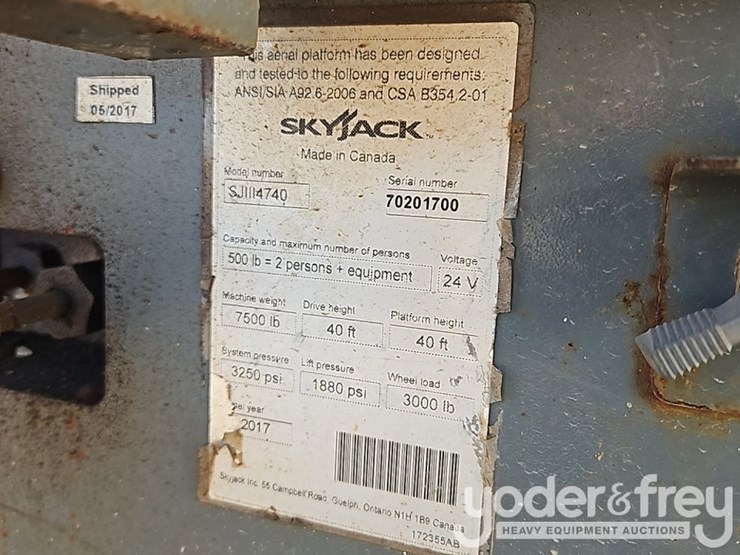 Shipped
05/2017
is aerial platform has been designed
and tested to the following requirements:
ANSI/SIA A92.6-2006 and CSA B354.2-01
SKYJACK
Made in Canada
Model number
Serial number
SJIII4740
70201700
Capacity and maximum number of persons
Voltage
500 lb = 2 persons + equipment
24 V
Machine weight
Drive height
Platform height
7500 lb
40 ft
40 ft
System pressure
Lift pressure
Wheel load
3250 psi
1880 psi
3000 lb
del year
2017
Skyjack Inc. 55 Campbell Road, Guelph, Ontario N1H 1B9 Canada
172355AB
yoder&frey
HEAVY EQUIPMENT AUCTIONS